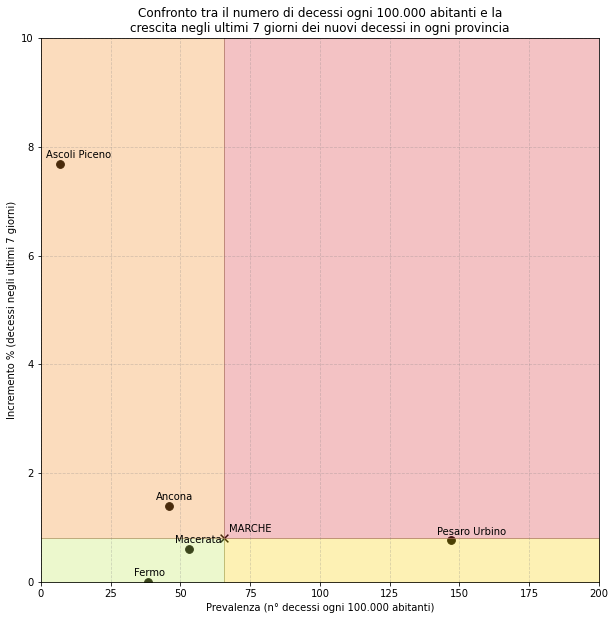 Confronto tra il numero di decessi ogni 100.000 abitanti e la
crescita negli ultimi 7 giorni dei nuovi decessi in ogni provincia
Incremento % (decessi negli ultimi 7 giorni)
10
8
6
4
2
0
Ascoli Piceno
Ancona
MARCHE
Pesaro Urbino
Macerata
Fermo
0 25 50 75 100 125 150 175 200
Prevalenza (n° decessi ogni 100.000 abitanti)